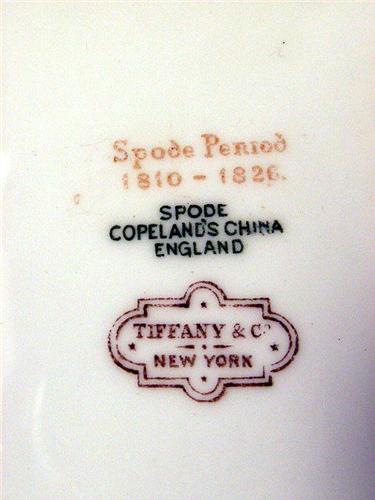 Spode Period
1810 - 1826.
SPODE
COPELAND'S CHINA
ENGLAND
TIFFANY & Co
NEW YORK